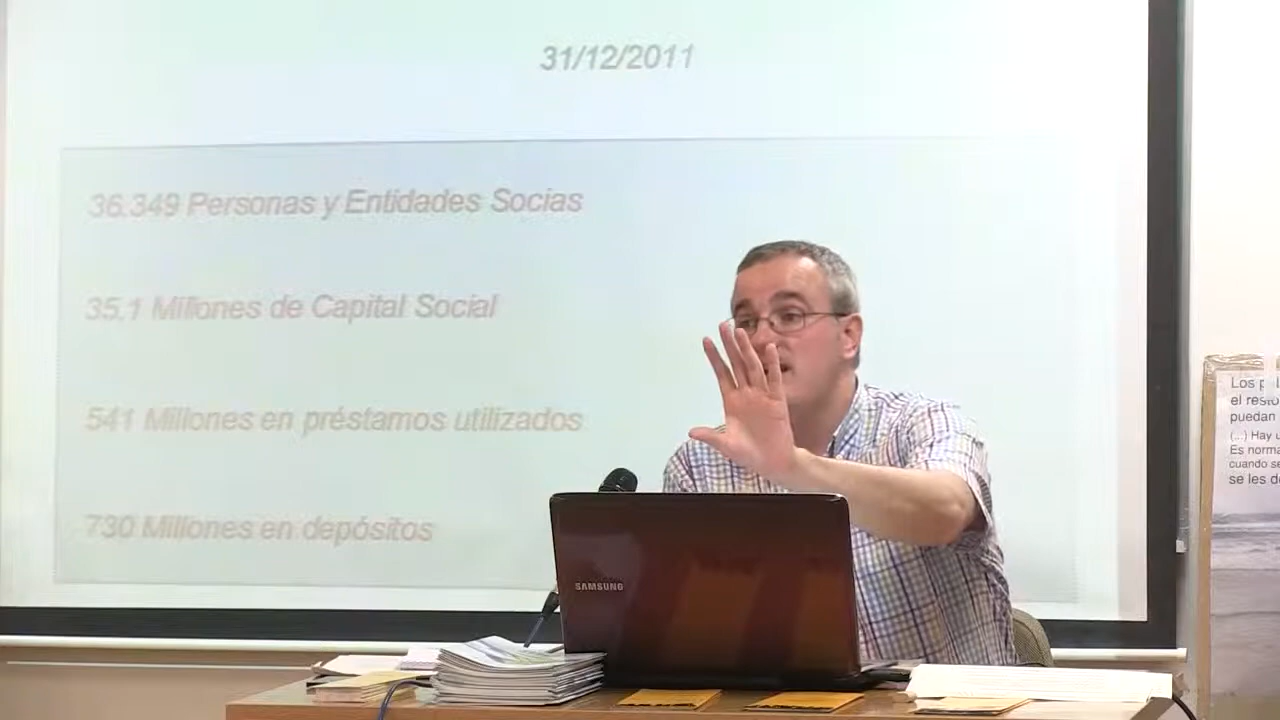 31/12/2011
36.349 Personas y Entidades Socias
35,1 Millones de Capital Social
541 Millones en préstamos utilizados
730 Millones en depósitos
SAMSUNG
Los
el resto
puedan
(...) Hay
Es norma
cuando se
se les